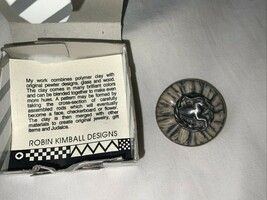 My work combines polymer clay with
original pewter designs, glass and wood.
The clay comes in many brilliant colors
and can be blended together to make even
more hues. A pattern may be formed by
taking the cross-section of carefully
assembled rods which will eventually
become a lace, checkerboard or flower.
The clay is then merged with other
materials to create original jewelry, gift
items and Judaica.
ROBIN KIMBALL DESIGNS